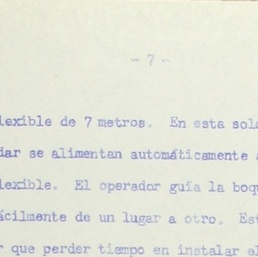 - 7 -
lexible de 7 metros. En esta sol
dar se alimentan automáticamente
lexible. El operador guía la boq
ácilmente de un lugar a otro. Est
r que perder tiempo en instalar el